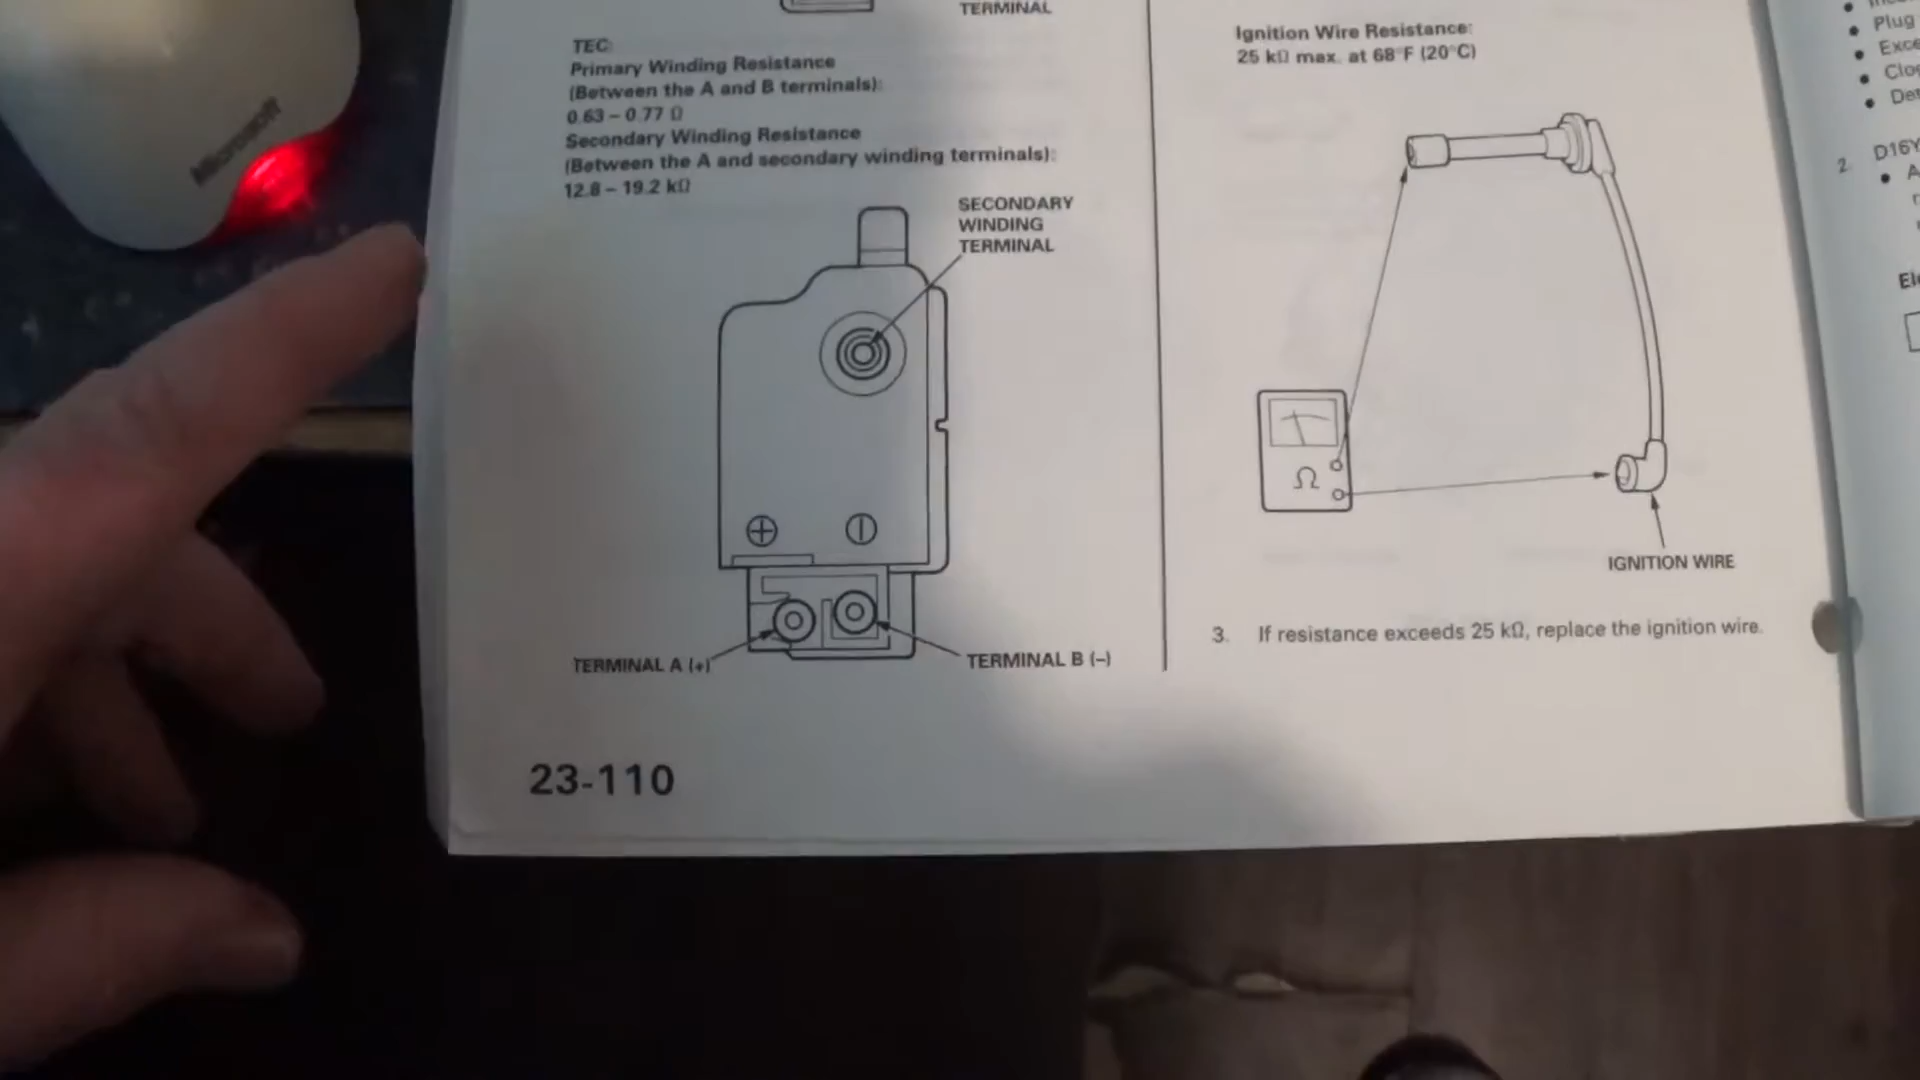 Microsoft
TERMINAL
TEC:
Primary Winding Resistance
(Between the A and B terminals):
0.63 – 0.77 Ω
Secondary Winding Resistance
(Between the A and secondary winding terminals):
12.8 – 19.2 kΩ
SECONDARY
WINDING
TERMINAL
TERMINAL A (+)
TERMINAL B (–)
23-110
Ignition Wire Resistance:
25 kΩ max. at 68°F (20°C)
Ω
IGNITION WIRE
3. If resistance exceeds 25 kΩ, replace the ignition wire.
• Plug
• Exce
• Clog
• Det
2. D16Y
• A
Ele